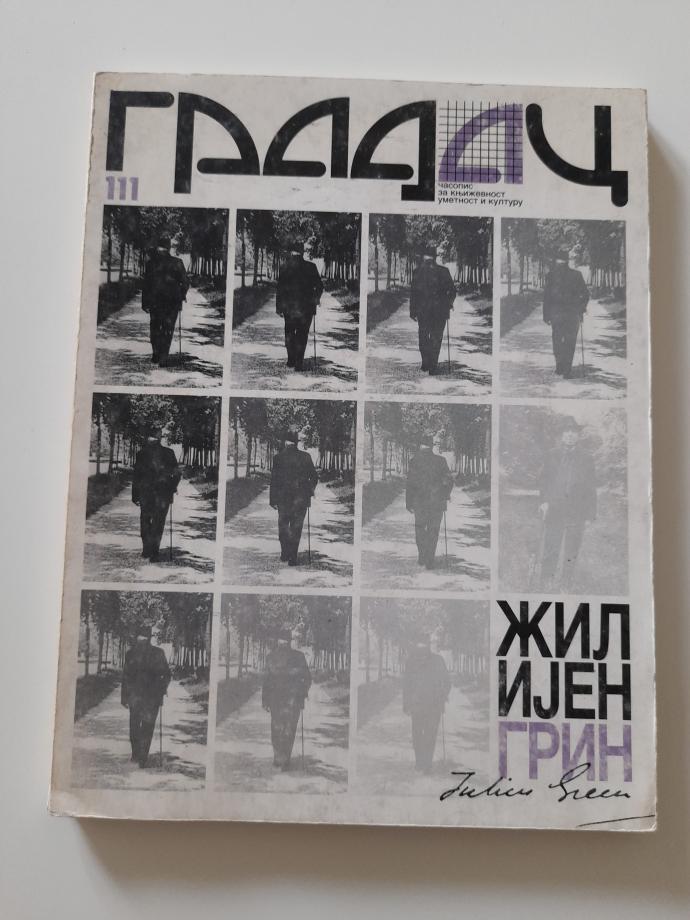 градац
111
часопис
за књижевност
уметност и културу
ЖИЛ
ИЈЕН
ГРИН
Julien Green